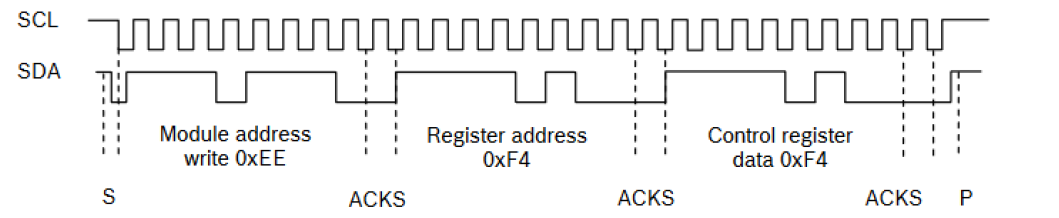 SCL
SDA
Module address
write 0xEE
Register address
0xF4
Control register
data 0xF4
S
ACKS
ACKS
ACKS
P